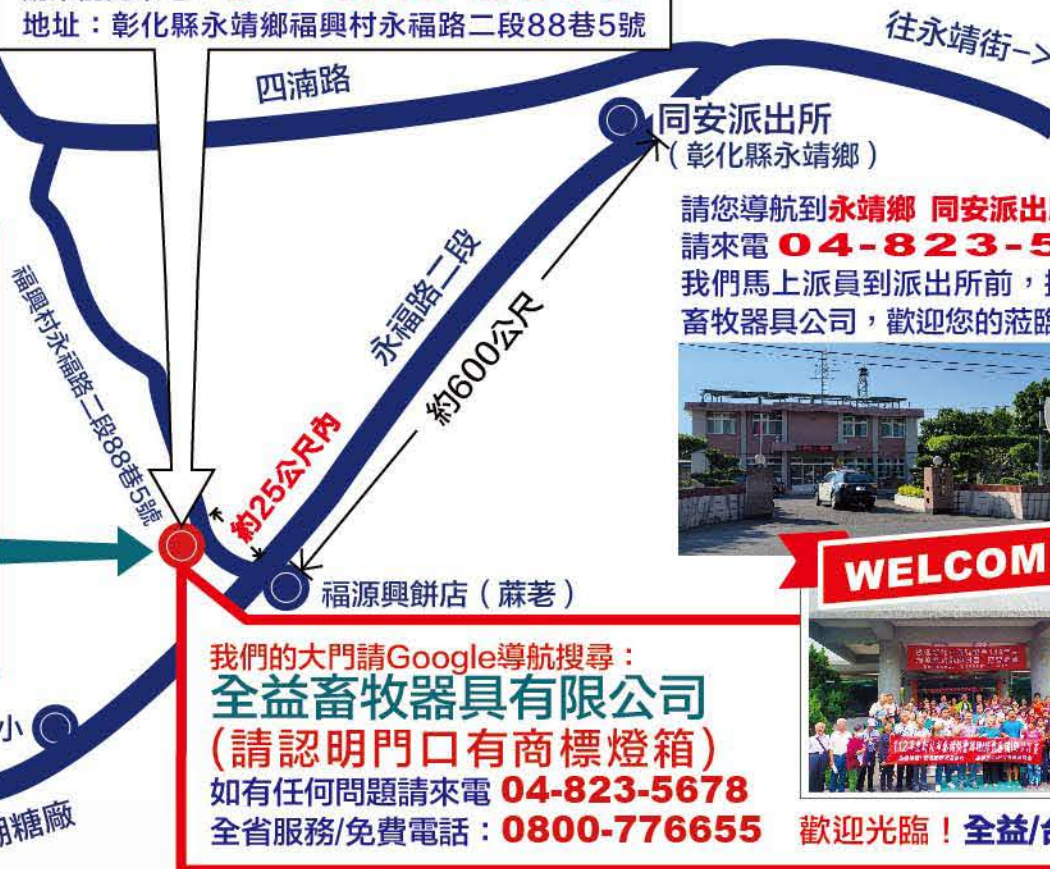 地址：彰化縣永靖鄉福興村永福路二段88巷5號
往永靖街->
四湳路
同安派出所
（彰化縣永靖鄉）
請您導航到永靖鄉 同安派出
請來電 04-823-5
我們馬上派員到派出所前，
畜牧器具公司，歡迎您的蒞臨
永福路二段
約600公尺
福興村永福路二段88巷5號
約25公尺內
福源興餅店（蔴荖）
WELCOM
我們的大門請Google導航搜尋：
全益畜牧器具有限公司
(請認明門口有商標燈箱)
如有任何問題請來電 04-823-5678
全省服務/免費電話：0800-776655
小
糖廠
歡迎光臨！全益/台